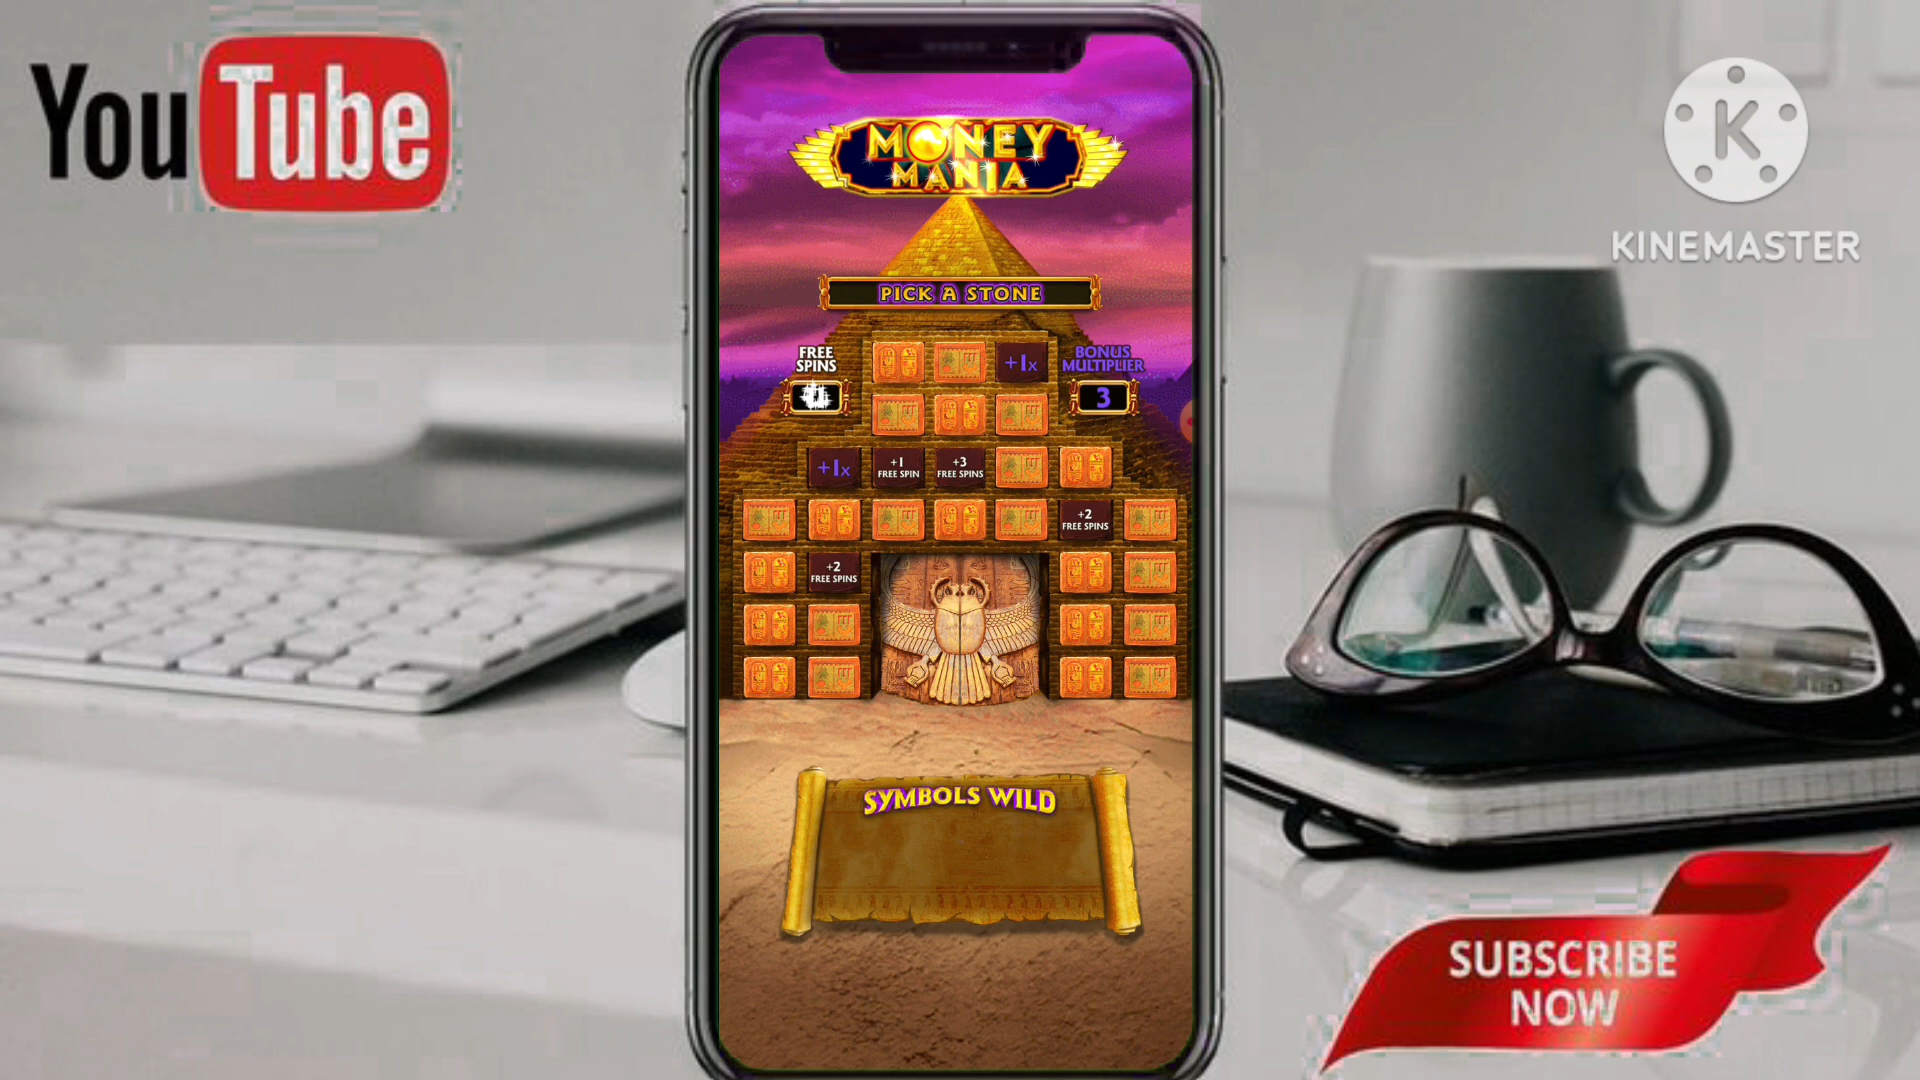 YouTube
KINEMASTER
MONEY
MANIA
PICK A STONE
FREE
SPINS
+1x
BONUS
MULTIPLIER
3
+1x
+1
FREE SPIN
+3
FREE SPINS
+2
FREE SPINS
+2
FREE SPINS
SYMBOLS WILD
SUBSCRIBE
NOW